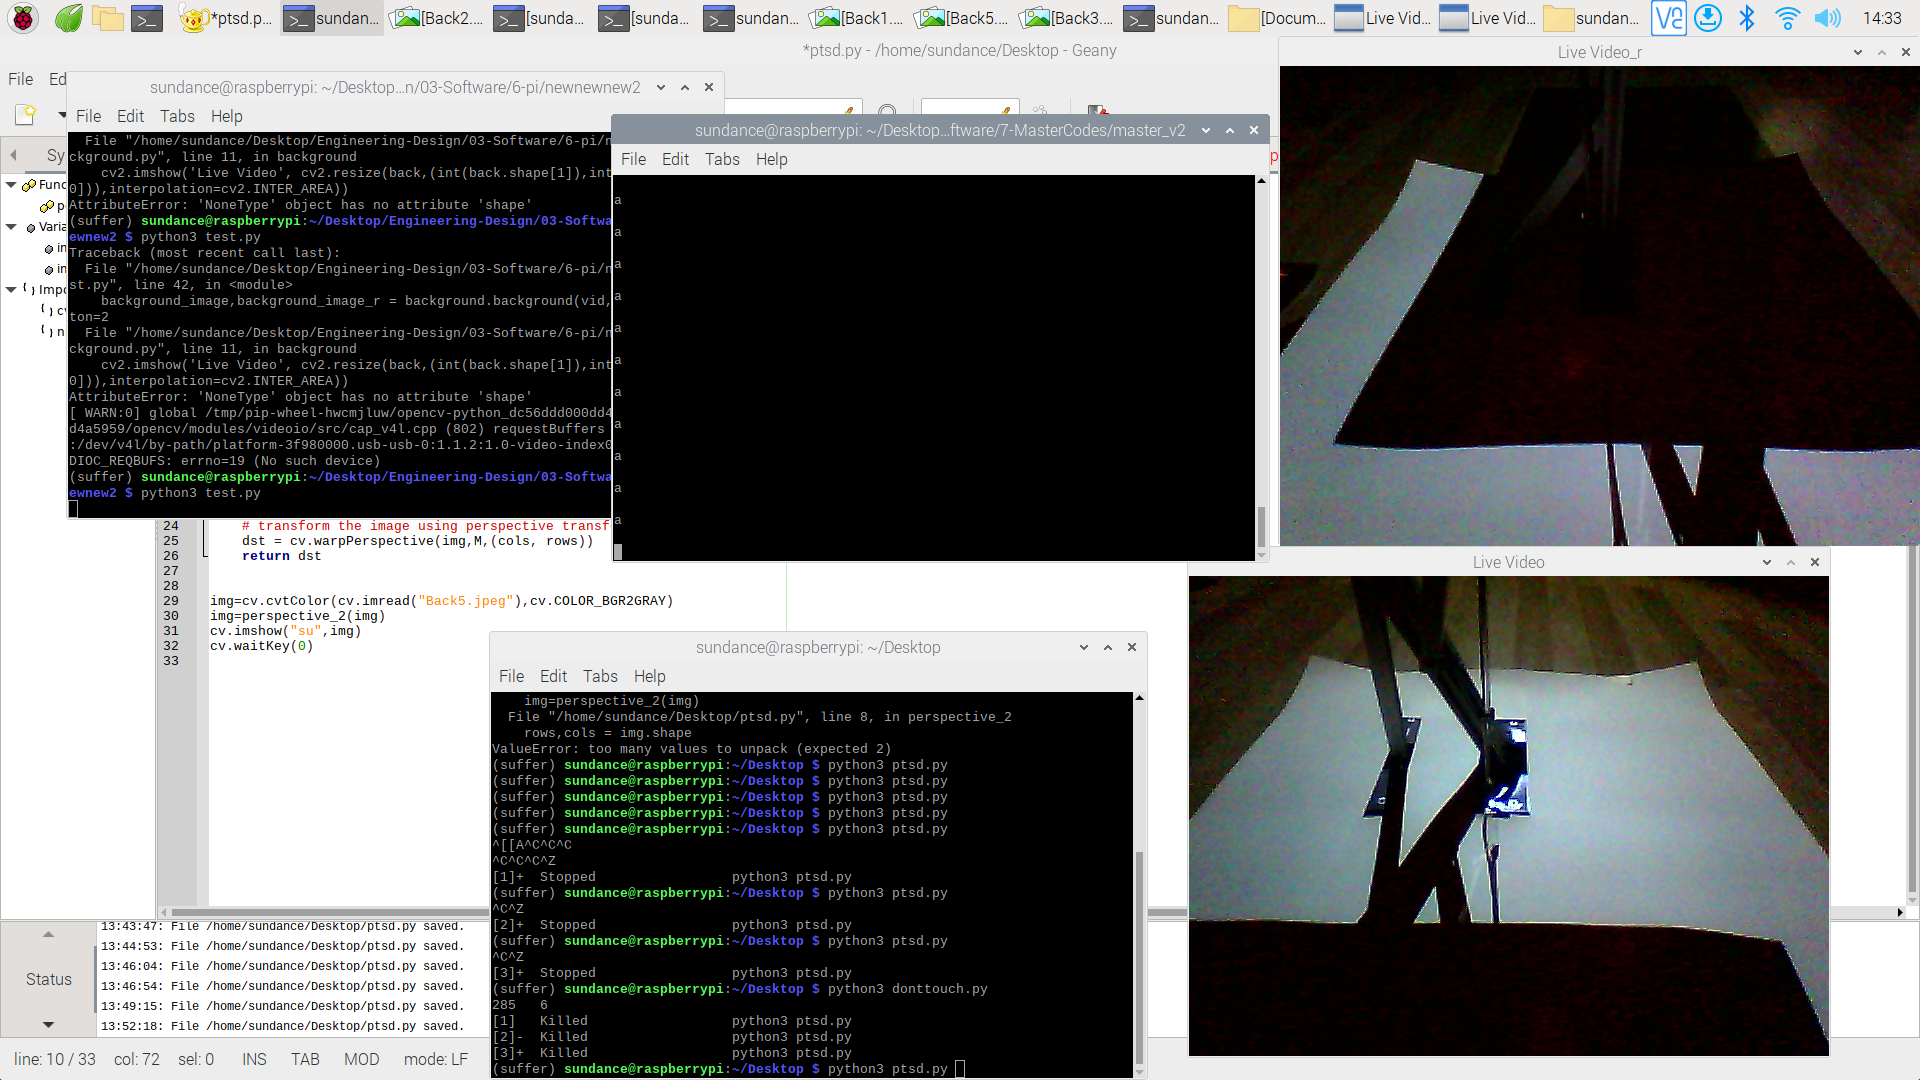 *ptsd.p...
sundan...
[Back2....
[sunda...
[sunda...
sundan...
[Back1....
[Back5....
[Back3....
sundan...
[Docum...
Live Vid...
Live Vid...
sundan...
14:33
*ptsd.py - /home/sundance/Desktop - Geany
File Ed
Sy
Func
p
Varia
in
in
Impo
c
n
sundance@raspberrypi: ~/Desktop...n/03-Software/6-pi/newnewnew2
File Edit Tabs Help
File "/home/sundance/Desktop/Engineering-Design/03-Software/6-pi/n
ckground.py", line 11, in background
cv2.imshow('Live Video', cv2.resize(back,(int(back.shape[1]),int
0])),interpolation=cv2.INTER_AREA))
AttributeError: 'NoneType' object has no attribute 'shape'
(suffer) sundance@raspberrypi:~/Desktop/Engineering-Design/03-Softwa
ewnew2 $ python3 test.py
Traceback (most recent call last):
File "/home/sundance/Desktop/Engineering-Design/03-Software/6-pi/n
st.py", line 42, in <module>
background_image,background_image_r = background.background(vid,
ton=2
File "/home/sundance/Desktop/Engineering-Design/03-Software/6-pi/n
ckground.py", line 11, in background
cv2.imshow('Live Video', cv2.resize(back,(int(back.shape[1]),int
0])),interpolation=cv2.INTER_AREA))
AttributeError: 'NoneType' object has no attribute 'shape'
[ WARN:0] global /tmp/pip-wheel-hwcmjluw/opencv-python_dc56ddd000dd4
d4a5959/opencv/modules/videoio/src/cap_v4l.cpp (802) requestBuffers
:/dev/v4l/by-path/platform-3f980000.usb-usb-0:1.1.2:1.0-video-index0
DIOC_REQBUFS: errno=19 (No such device)
(suffer) sundance@raspberrypi:~/Desktop/Engineering-Design/03-Softwa
ewnew2 $ python3 test.py
sundance@raspberrypi: ~/Desktop...ftware/7-MasterCodes/master_v2
File Edit Tabs Help
a
a
a
a
a
a
a
a
a
a
a
p
Live Video_r
Live Video
24 # transform the image using perspective transf
25 dst = cv.warpPerspective(img,M,(cols, rows))
26 return dst
27
28
29 img=cv.cvtColor(cv.imread("Back5.jpeg"),cv.COLOR_BGR2GRAY)
30 img=perspective_2(img)
31 cv.imshow("su",img)
32 cv.waitKey(0)
33
sundance@raspberrypi: ~/Desktop
File Edit Tabs Help
img=perspective_2(img)
File "/home/sundance/Desktop/ptsd.py", line 8, in perspective_2
rows,cols = img.shape
ValueError: too many values to unpack (expected 2)
(suffer) sundance@raspberrypi:~/Desktop $ python3 ptsd.py
(suffer) sundance@raspberrypi:~/Desktop $ python3 ptsd.py
(suffer) sundance@raspberrypi:~/Desktop $ python3 ptsd.py
(suffer) sundance@raspberrypi:~/Desktop $ python3 ptsd.py
(suffer) sundance@raspberrypi:~/Desktop $ python3 ptsd.py
^[[A^C^C^C
^C^C^C^Z
[1]+ Stopped python3 ptsd.py
(suffer) sundance@raspberrypi:~/Desktop $ python3 ptsd.py
^C^Z
[2]+ Stopped python3 ptsd.py
(suffer) sundance@raspberrypi:~/Desktop $ python3 ptsd.py
^C^Z
[3]+ Stopped python3 ptsd.py
(suffer) sundance@raspberrypi:~/Desktop $ python3 donttouch.py
285 6
[1] Killed python3 ptsd.py
[2]- Killed python3 ptsd.py
[3]+ Killed python3 ptsd.py
(suffer) sundance@raspberrypi:~/Desktop $ python3 ptsd.py
Status
13:43:47: File /home/sundance/Desktop/ptsd.py saved.
13:44:53: File /home/sundance/Desktop/ptsd.py saved.
13:46:04: File /home/sundance/Desktop/ptsd.py saved.
13:46:54: File /home/sundance/Desktop/ptsd.py saved.
13:49:15: File /home/sundance/Desktop/ptsd.py saved.
13:52:18: File /home/sundance/Desktop/ptsd.py saved.
line: 10 / 33 col: 72 sel: 0 INS TAB MOD mode: LF